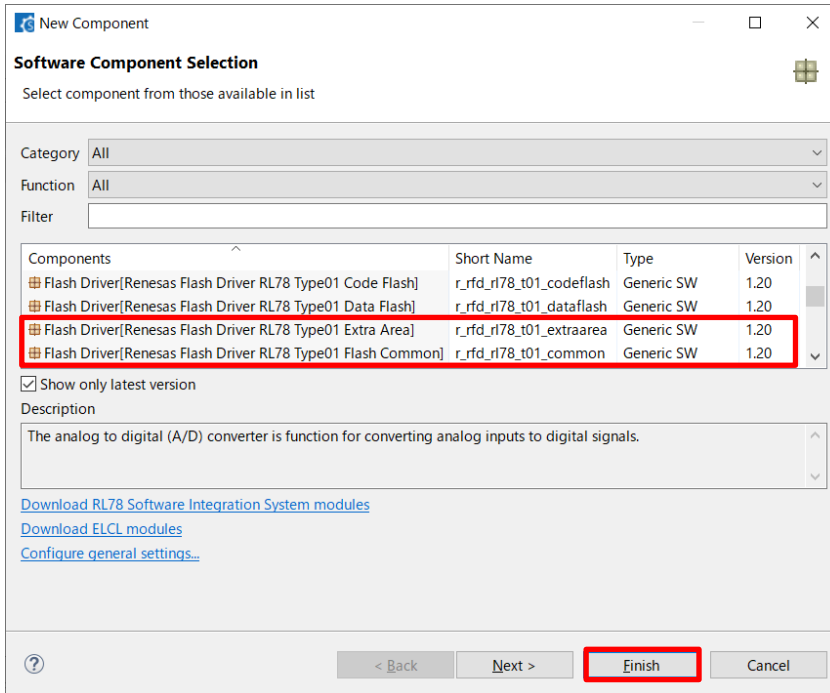 New Component
Software Component Selection
Select component from those available in list
Category All
Function All
Filter
Components Short Name Type Version
Flash Driver[Renesas Flash Driver RL78 Type01 Code Flash] r_rfd_rl78_t01_codeflash Generic SW 1.20
Flash Driver[Renesas Flash Driver RL78 Type01 Data Flash] r_rfd_rl78_t01_dataflash Generic SW 1.20
Flash Driver[Renesas Flash Driver RL78 Type01 Extra Area] r_rfd_rl78_t01_extraarea Generic SW 1.20
Flash Driver[Renesas Flash Driver RL78 Type01 Flash Common] r_rfd_rl78_t01_common Generic SW 1.20
Show only latest version
Description
The analog to digital (A/D) converter is function for converting analog inputs to digital signals.
Download RL78 Software Integration System modules
Download ELCL modules
Configure general settings...
? < Back Next > Finish Cancel